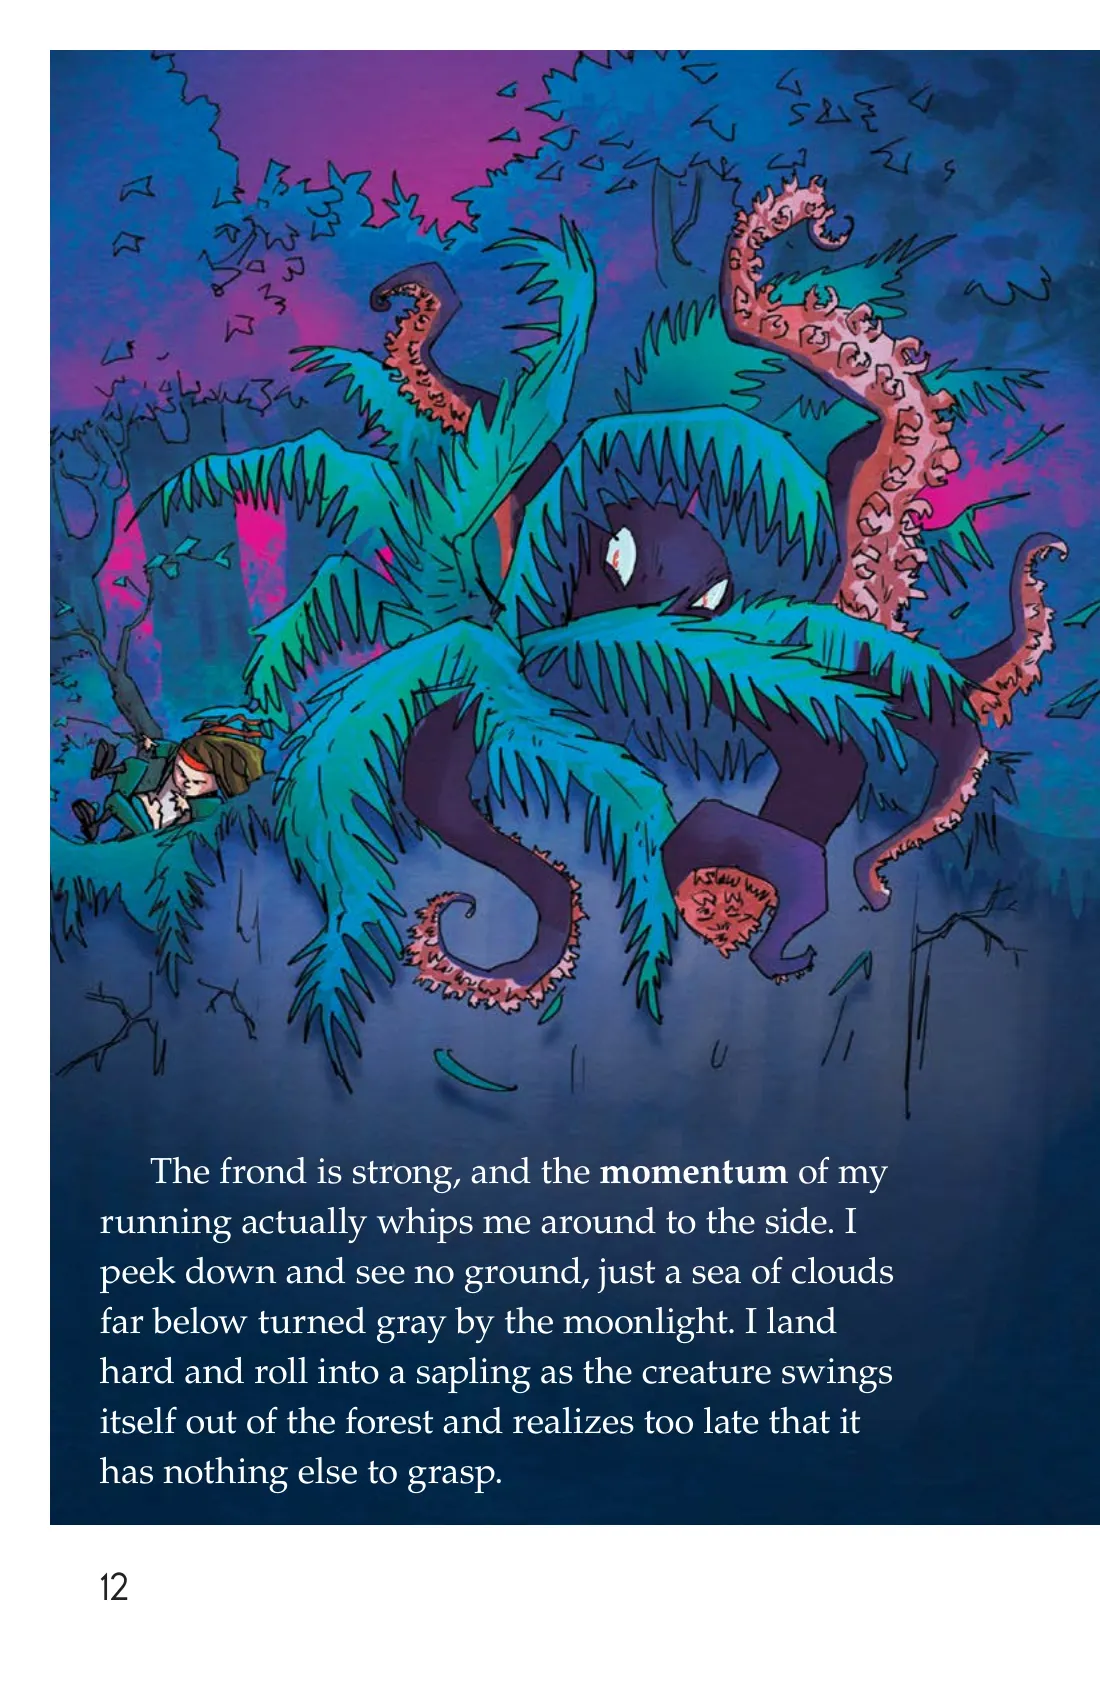 The frond is strong, and the momentum of my
running actually whips me around to the side. I
peek down and see no ground, just a sea of clouds
far below turned gray by the moonlight. I land
hard and roll into a sapling as the creature swings
itself out of the forest and realizes too late that it
has nothing else to grasp.
12